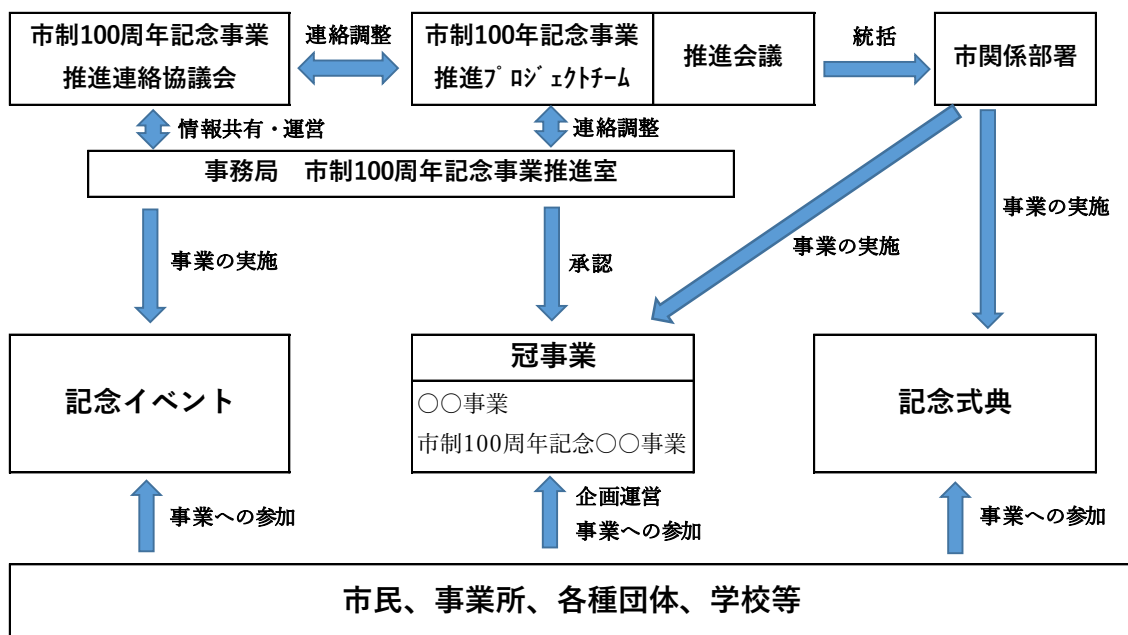 市制100周年記念事業
推進連絡協議会
連絡調整
市制100年記念事業
推進プロジェクトチーム
推進会議
統括
市関係部署
情報共有・運営
連絡調整
事務局　市制100周年記念事業推進室
事業の実施
承認
事業の実施
事業の実施
記念イベント
冠事業
○○事業
市制100周年記念○○事業
記念式典
事業への参加
企画運営
事業への参加
事業への参加
市民、事業所、各種団体、学校等